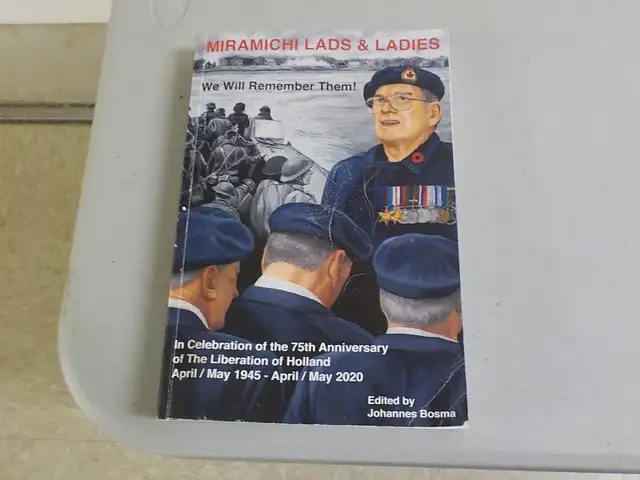 MIRAMICHI LADS & LADIES
We Will Remember Them!
In Celebration of the 75th Anniversary
of The Liberation of Holland
April / May 1945 - April / May 2020
Edited by
Johannes Bosma